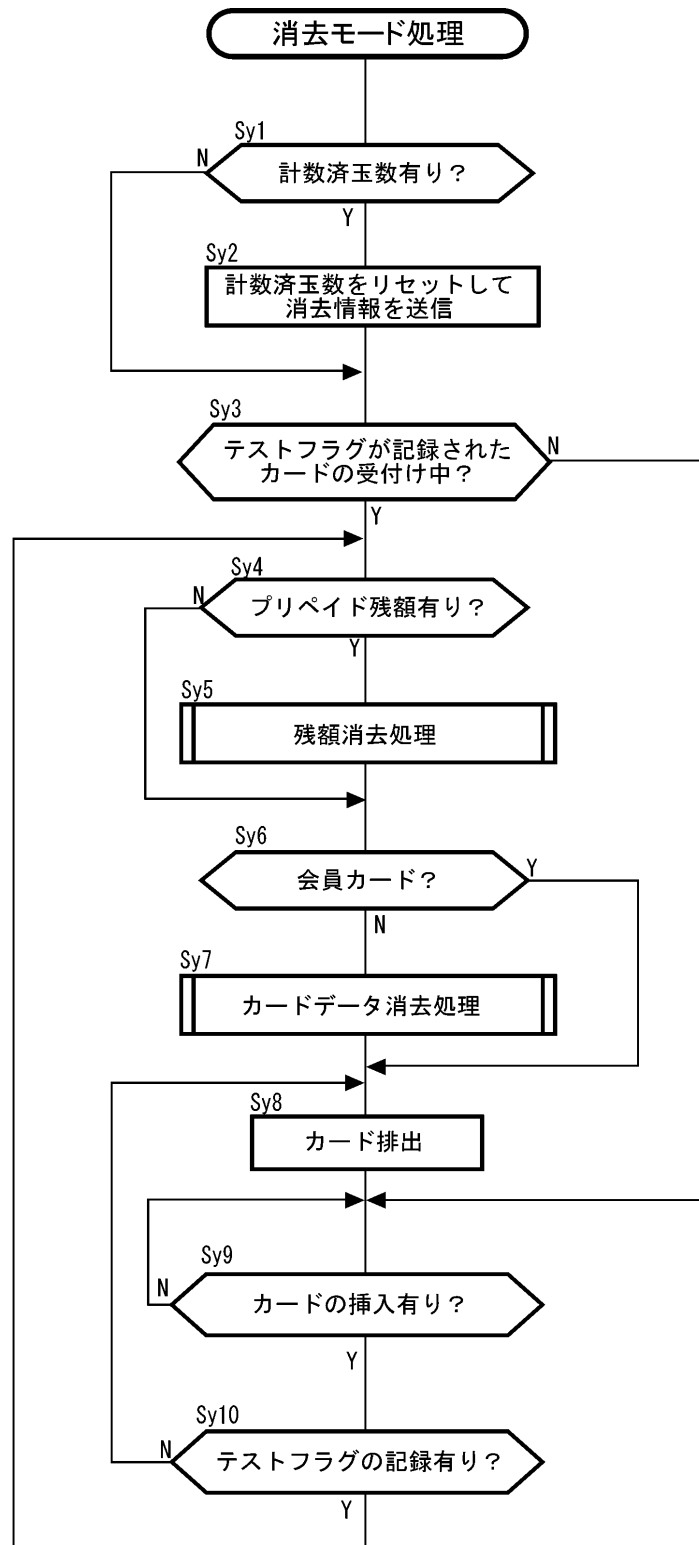 消去モード処理
Sy1
N
計数済玉数有り？
Y
Sy2
計数済玉数をリセットして
消去情報を送信
Sy3
テストフラグが記録された
カードの受付け中？
N
Y
Sy4
N
プリペイド残額有り？
Y
Sy5
残額消去処理
Sy6
会員カード？
Y
N
Sy7
カードデータ消去処理
Sy8
カード排出
Sy9
N
カードの挿入有り？
Y
Sy10
N
テストフラグの記録有り？
Y